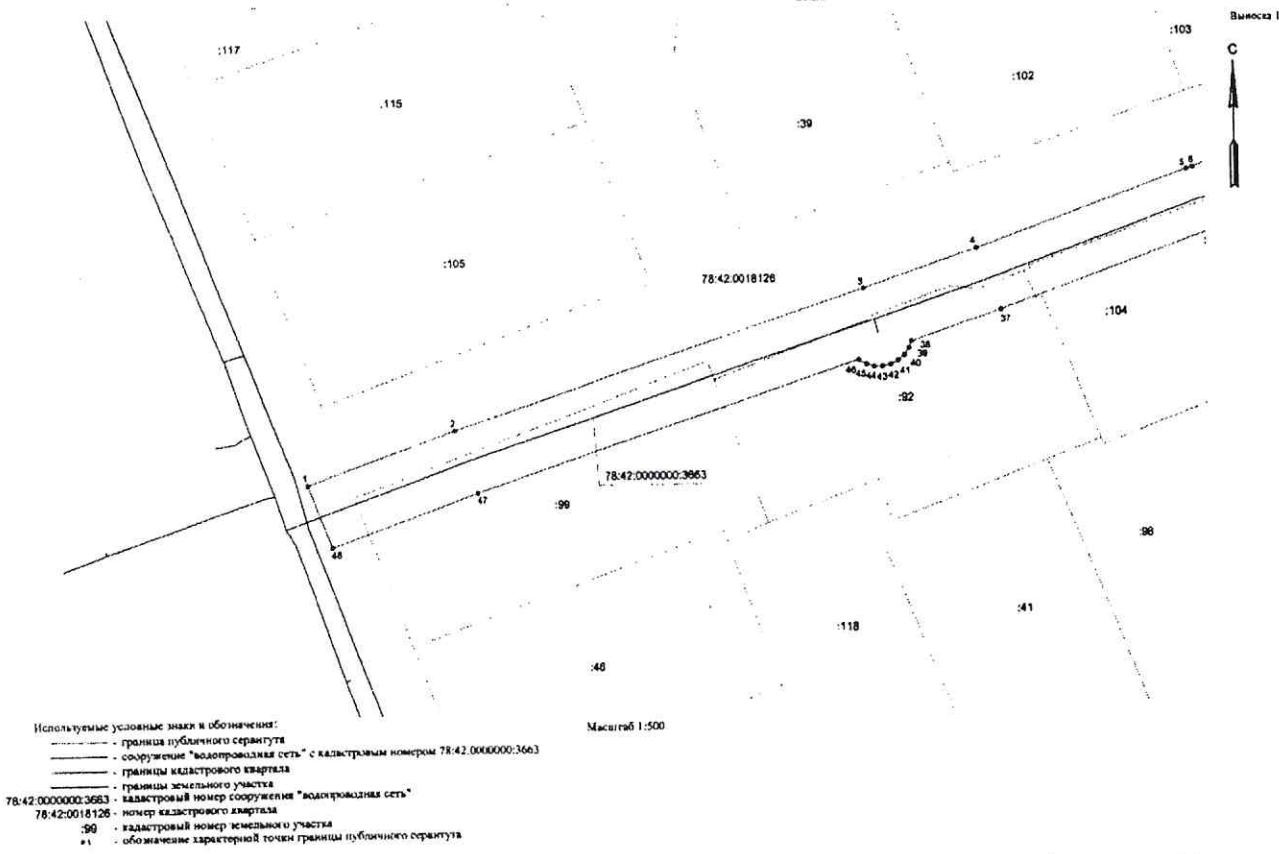 Выноска 1
С
:117
:103
:115
:102
:39
5 6
4
:105
78:42:0018126
3
37
:104
38
39
40
41
42
43
44
45
46
:92
2
1
78:42:0000000:3663
47
:99
48
:98
:41
:118
:46
Используемые условные знаки и обозначения:
Масштаб 1:500
- граница публичного сервитута
- сооружение "водопроводная сеть" с кадастровым номером 78:42:0000000:3663
- границы кадастрового квартала
- границы земельного участка
78:42:0000000:3663 - кадастровый номер сооружения "водопроводная сеть"
78:42:0018126 - номер кадастрового квартала
:99 - кадастровый номер земельного участка
•1 - обозначение характерной точки границы публичного сервитута